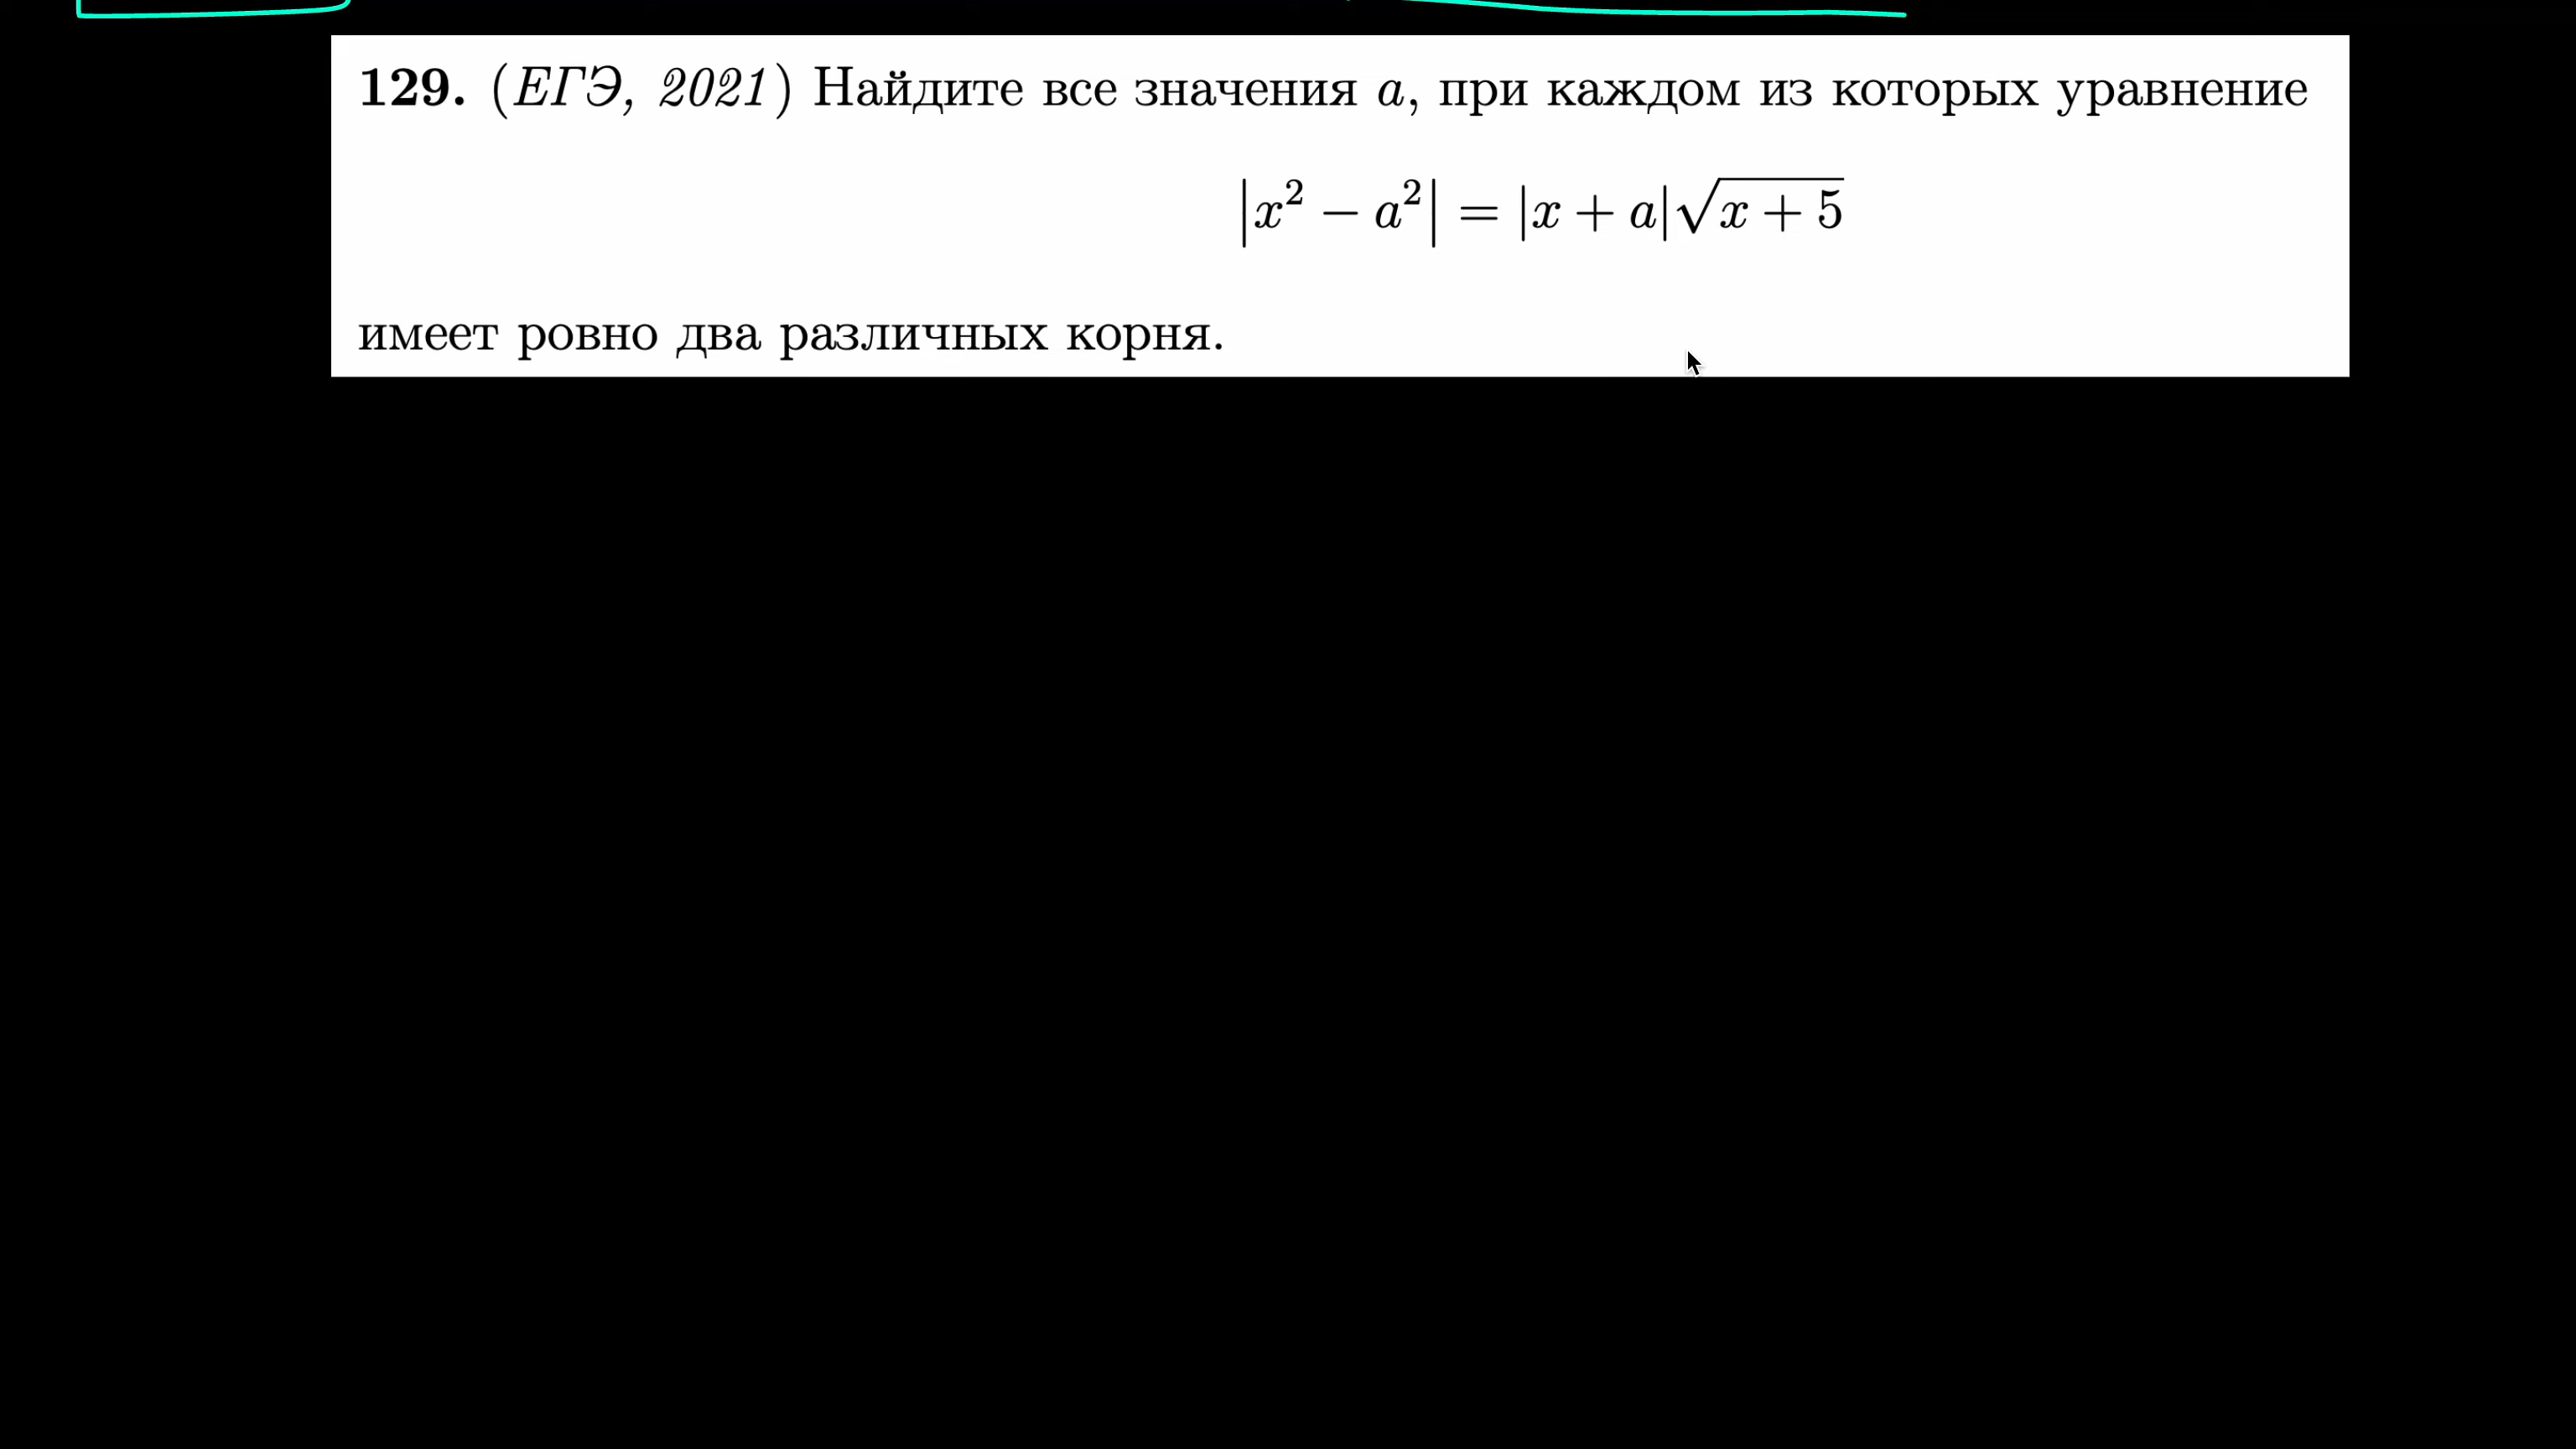 129. (ЕГЭ, 2021) Найдите все значения a, при каждом из которых уравнение
|x² − a²| = |x + a|√(x + 5)
имеет ровно два различных корня.